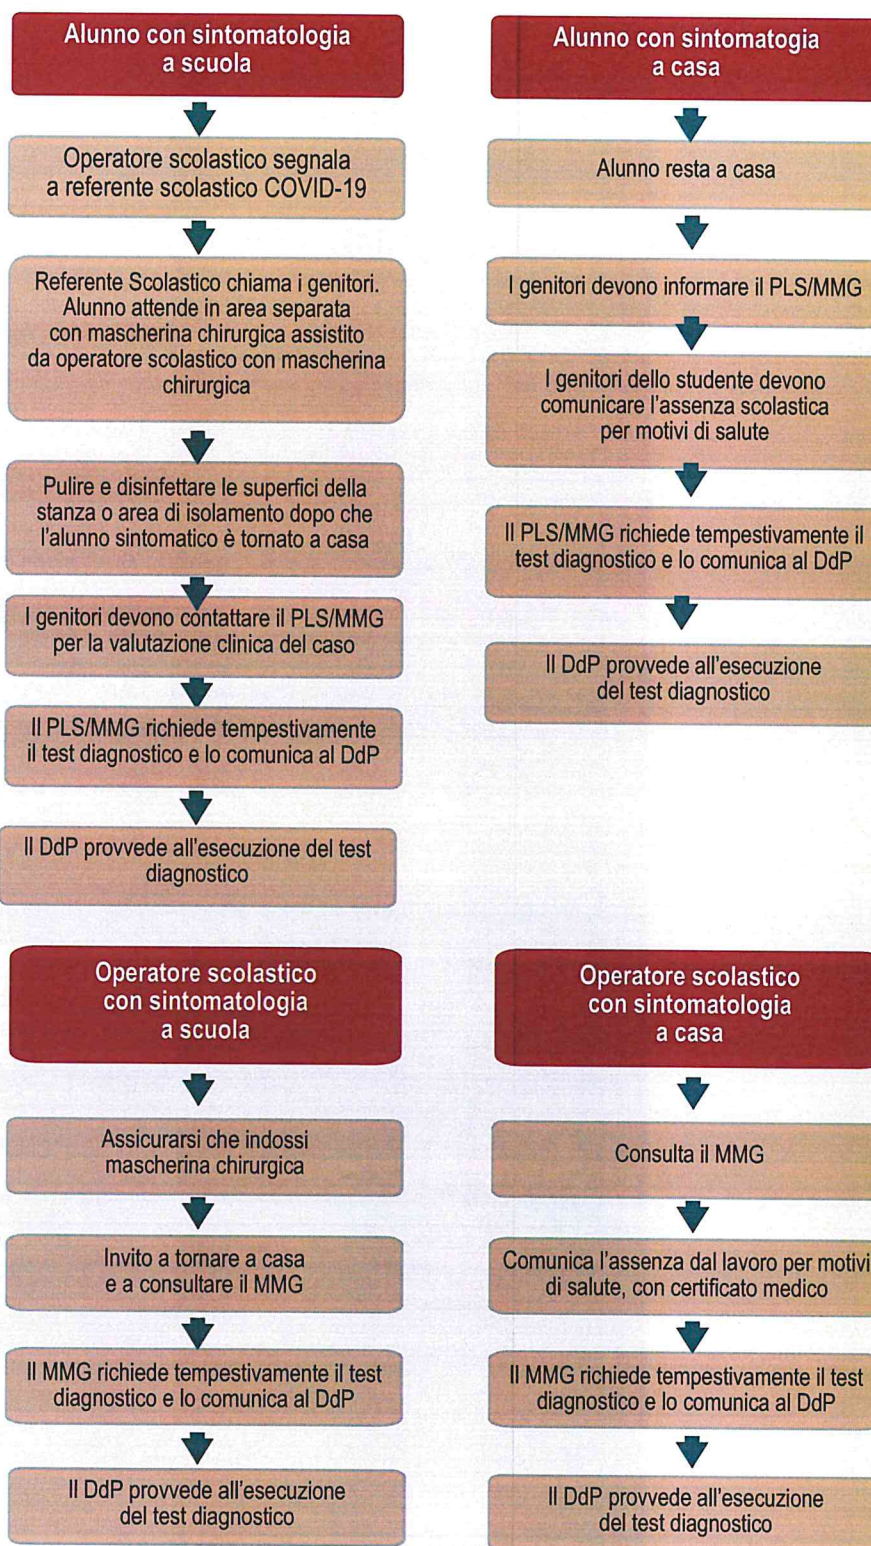 Alunno con sintomatologia
a scuola
Operatore scolastico segnala
a referente scolastico COVID-19
Referente Scolastico chiama i genitori.
Alunno attende in area separata
con mascherina chirurgica assistito
da operatore scolastico con mascherina
chirurgica
Pulire e disinfettare le superfici della
stanza o area di isolamento dopo che
l'alunno sintomatico è tornato a casa
I genitori devono contattare il PLS/MMG
per la valutazione clinica del caso
Il PLS/MMG richiede tempestivamente
il test diagnostico e lo comunica al DdP
Il DdP provvede all'esecuzione del test
diagnostico
Alunno con sintomatogia
a casa
Alunno resta a casa
I genitori devono informare il PLS/MMG
I genitori dello studente devono
comunicare l'assenza scolastica
per motivi di salute
Il PLS/MMG richiede tempestivamente il
test diagnostico e lo comunica al DdP
Il DdP provvede all'esecuzione
del test diagnostico
Operatore scolastico
con sintomatologia
a scuola
Assicurarsi che indossi
mascherina chirurgica
Invito a tornare a casa
e a consultare il MMG
Il MMG richiede tempestivamente il test
diagnostico e lo comunica al DdP
Il DdP provvede all'esecuzione
del test diagnostico
Operatore scolastico
con sintomatologia
a casa
Consulta il MMG
Comunica l'assenza dal lavoro per motivi
di salute, con certificato medico
Il MMG richiede tempestivamente il test
diagnostico e lo comunica al DdP
Il DdP provvede all'esecuzione
del test diagnostico